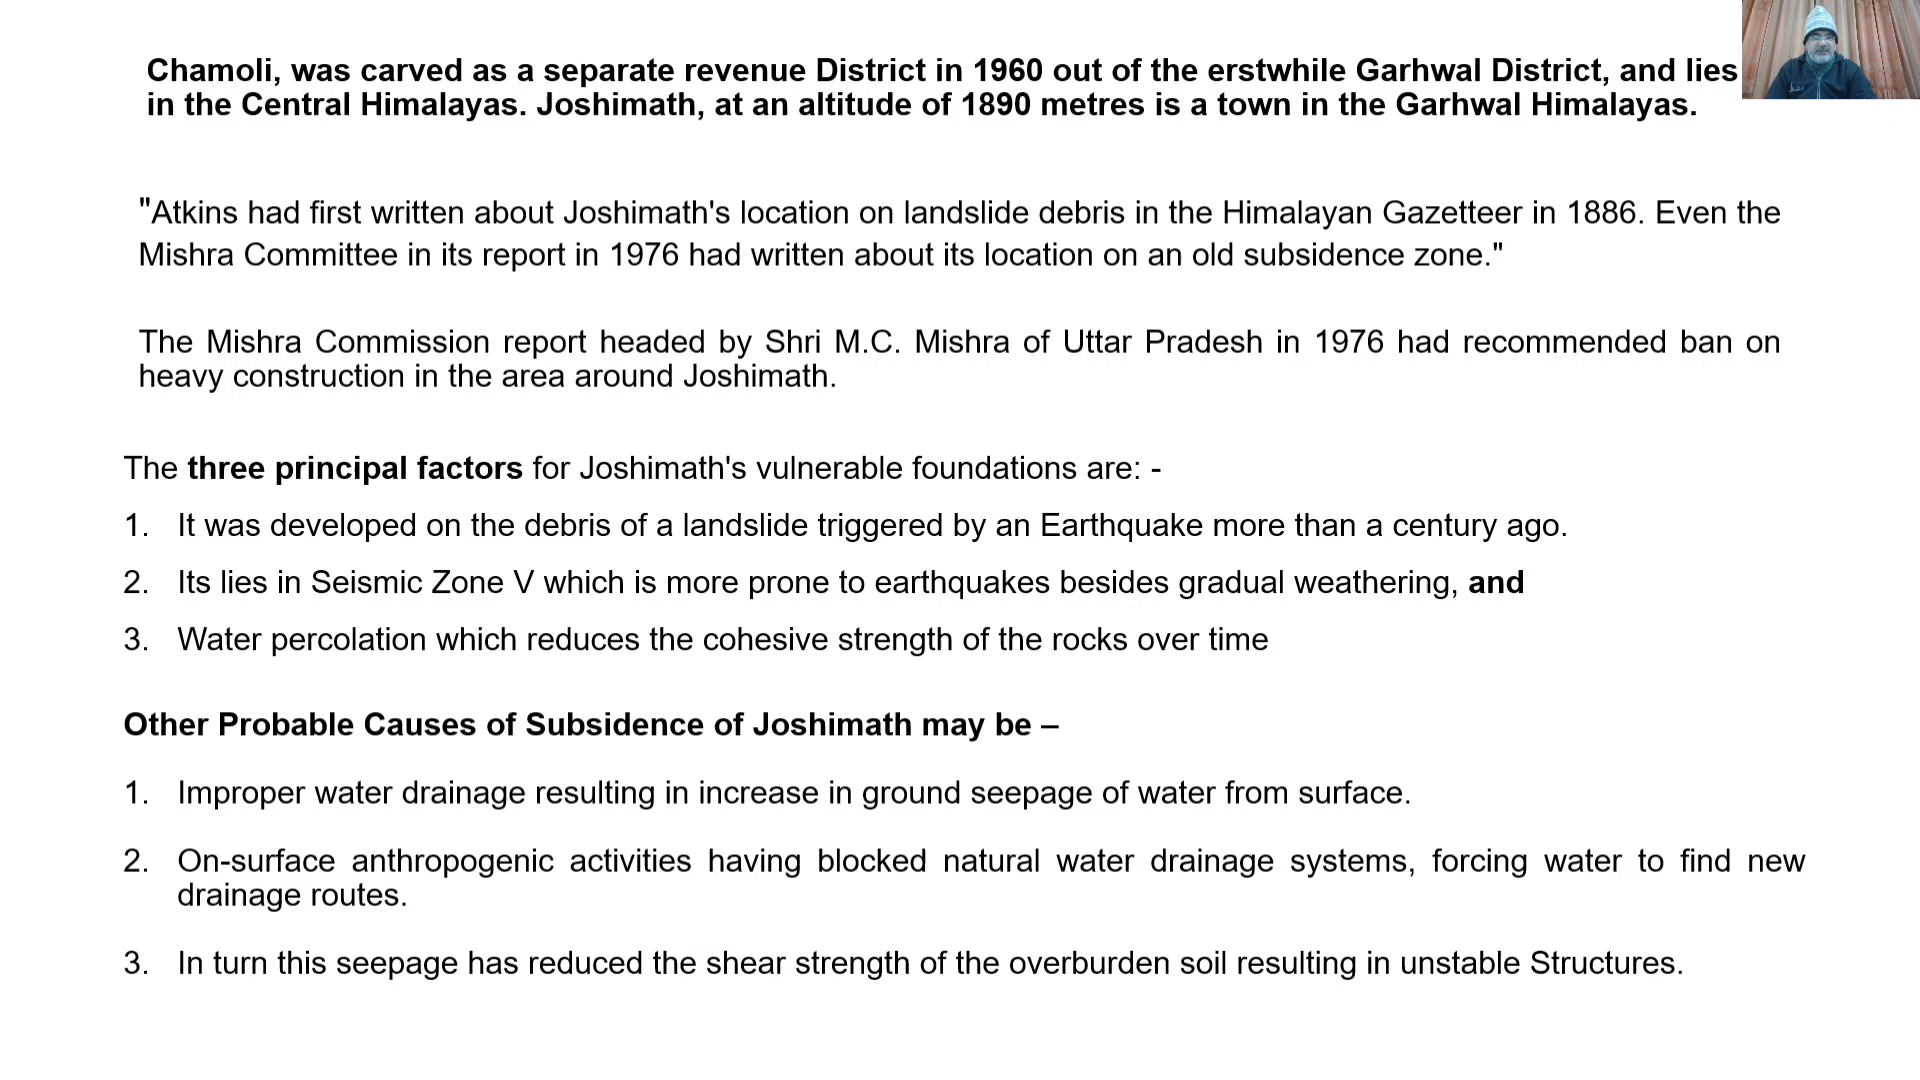 Chamoli, was carved as a separate revenue District in 1960 out of the erstwhile Garhwal District, and lies
in the Central Himalayas. Joshimath, at an altitude of 1890 metres is a town in the Garhwal Himalayas.
"Atkins had first written about Joshimath's location on landslide debris in the Himalayan Gazetteer in 1886. Even the
Mishra Committee in its report in 1976 had written about its location on an old subsidence zone."
The Mishra Commission report headed by Shri M.C. Mishra of Uttar Pradesh in 1976 had recommended ban on
heavy construction in the area around Joshimath.
The three principal factors for Joshimath's vulnerable foundations are: -
1. It was developed on the debris of a landslide triggered by an Earthquake more than a century ago.
2. Its lies in Seismic Zone V which is more prone to earthquakes besides gradual weathering, and
3. Water percolation which reduces the cohesive strength of the rocks over time
Other Probable Causes of Subsidence of Joshimath may be –
1. Improper water drainage resulting in increase in ground seepage of water from surface.
2. On-surface anthropogenic activities having blocked natural water drainage systems, forcing water to find new
drainage routes.
3. In turn this seepage has reduced the shear strength of the overburden soil resulting in unstable Structures.